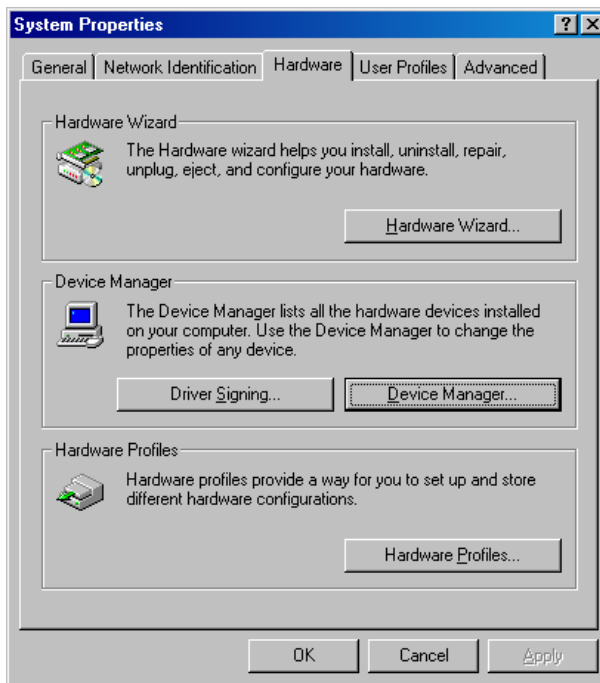 System Properties
? X
General Network Identification Hardware User Profiles Advanced
Hardware Wizard
The Hardware wizard helps you install, uninstall, repair,
unplug, eject, and configure your hardware.
Hardware Wizard...
Device Manager
The Device Manager lists all the hardware devices installed
on your computer. Use the Device Manager to change the
properties of any device.
Driver Signing... Device Manager...
Hardware Profiles
Hardware profiles provide a way for you to set up and store
different hardware configurations.
Hardware Profiles...
OK Cancel Apply